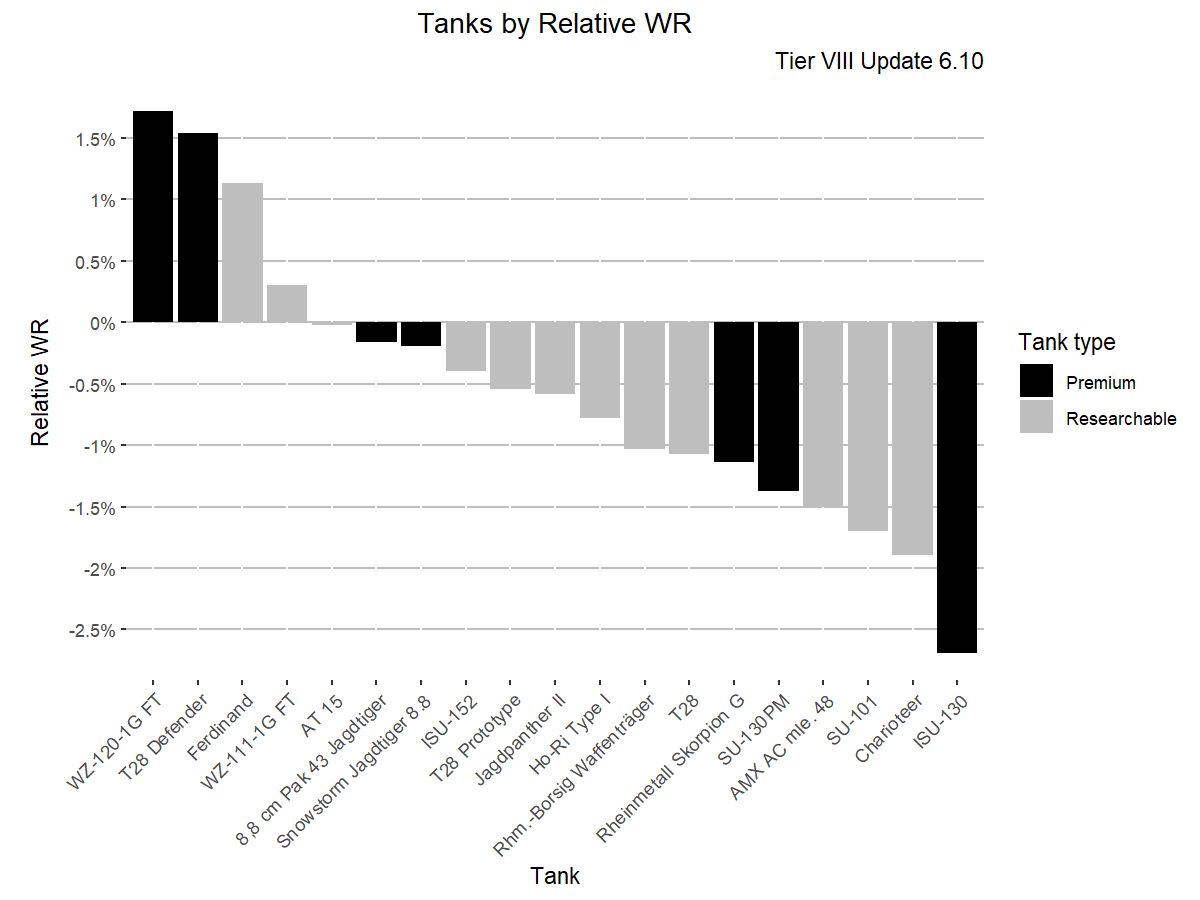 Tanks by Relative WR
Tier VIII Update 6.10
Relative WR
1.5%
1%
0.5%
0%
-0.5%
-1%
-1.5%
-2%
-2.5%
WZ-120-1G FT
T28 Defender
Ferdinand
WZ-111-1G FT
AT 15
8,8 cm Pak 43 Jagdtiger
Snowstorm Jagdtiger 8.8
ISU-152
T28 Prototype
Jagdpanther II
Ho-Ri Type I
Rhm.-Borsig Waffenträger
T28
Rheinmetall Skorpion G
SU-130PM
AMX AC mle. 48
SU-101
Charioteer
ISU-130
Tank
Tank type
Premium
Researchable